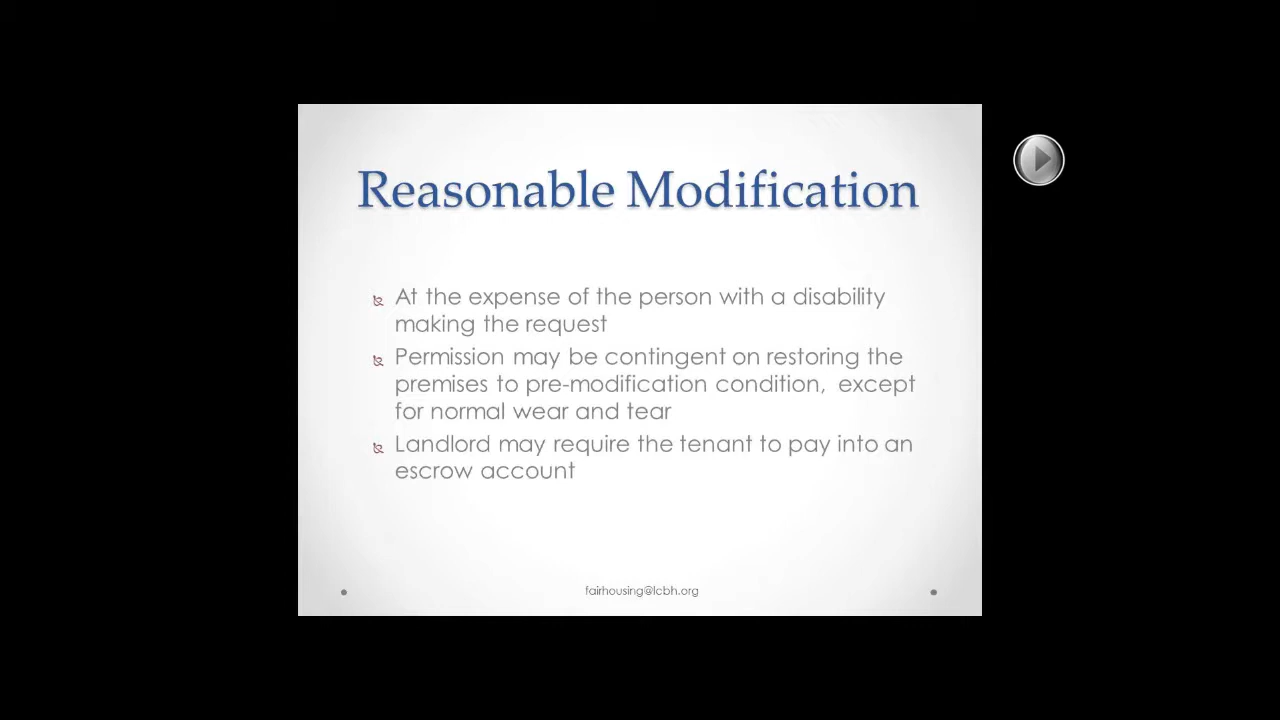 Reasonable Modification
At the expense of the person with a disability
making the request
Permission may be contingent on restoring the
premises to pre-modification condition,  except
for normal wear and tear
Landlord may require the tenant to pay into an
escrow account
fairhousing@lcbh.org